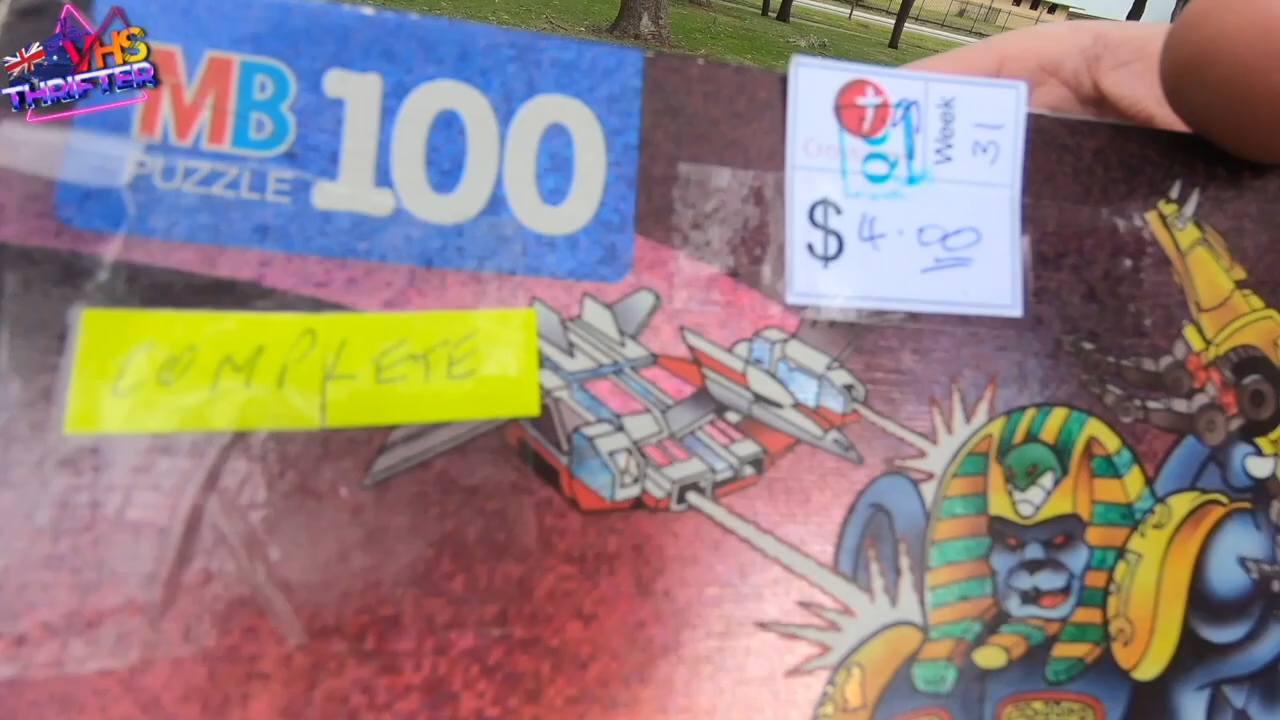 VHS
THRIFTER
MB
PUZZLE
100
Week
31
$ 4.00
COMPLETE